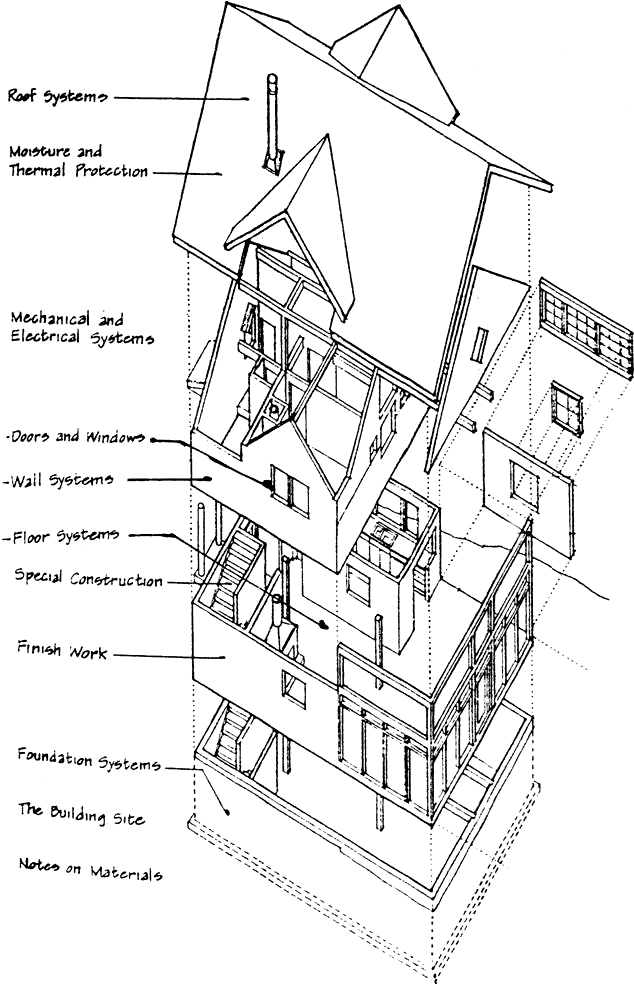 Roof Systems
Moisture and
Thermal Protection
Mechanical and
Electrical Systems
-Doors and Windows
-Wall Systems
-Floor Systems
Special Construction
Finish Work
Foundation Systems
The Building Site
Notes on Materials